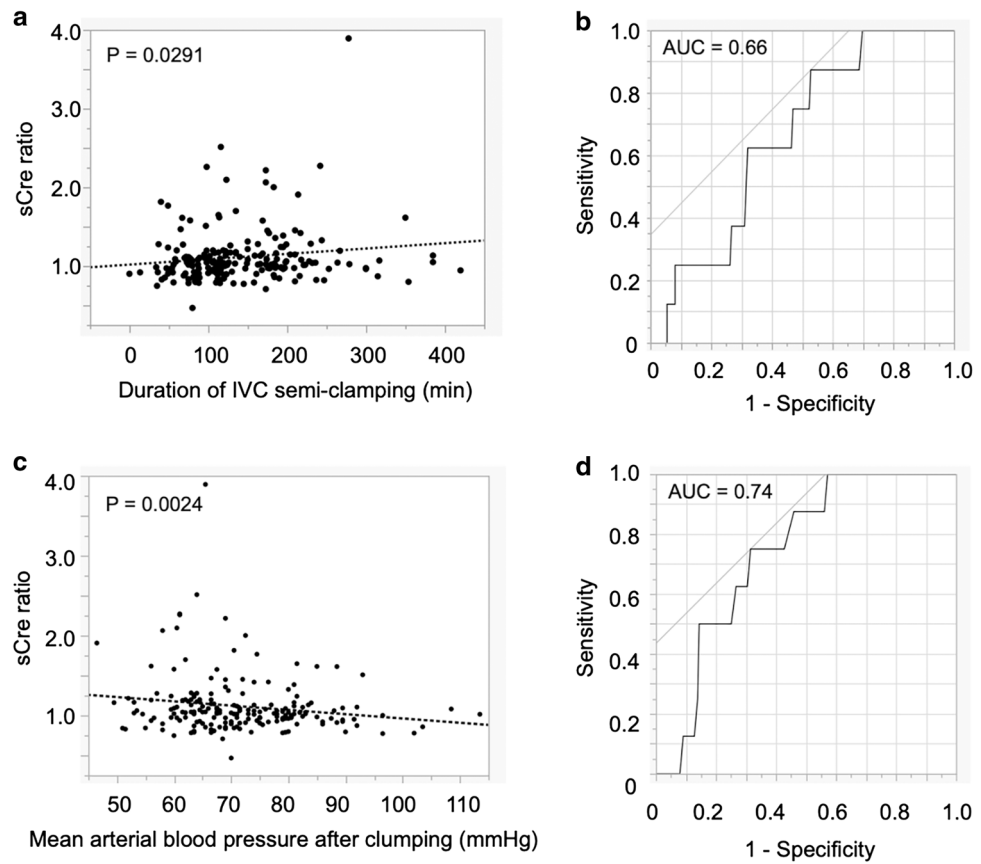 a
P = 0.0291
4.0
3.0
2.0
1.0
sCre ratio
0 100 200 300 400
Duration of IVC semi-clamping (min)
b
AUC = 0.66
1.0
0.8
0.6
0.4
0.2
0
Sensitivity
0 0.2 0.4 0.6 0.8 1.0
1 - Specificity
c
P = 0.0024
4.0
3.0
2.0
1.0
sCre ratio
50 60 70 80 90 100 110
Mean arterial blood pressure after clumping (mmHg)
d
AUC = 0.74
1.0
0.8
0.6
0.4
0.2
0
Sensitivity
0 0.2 0.4 0.6 0.8 1.0
1 - Specificity